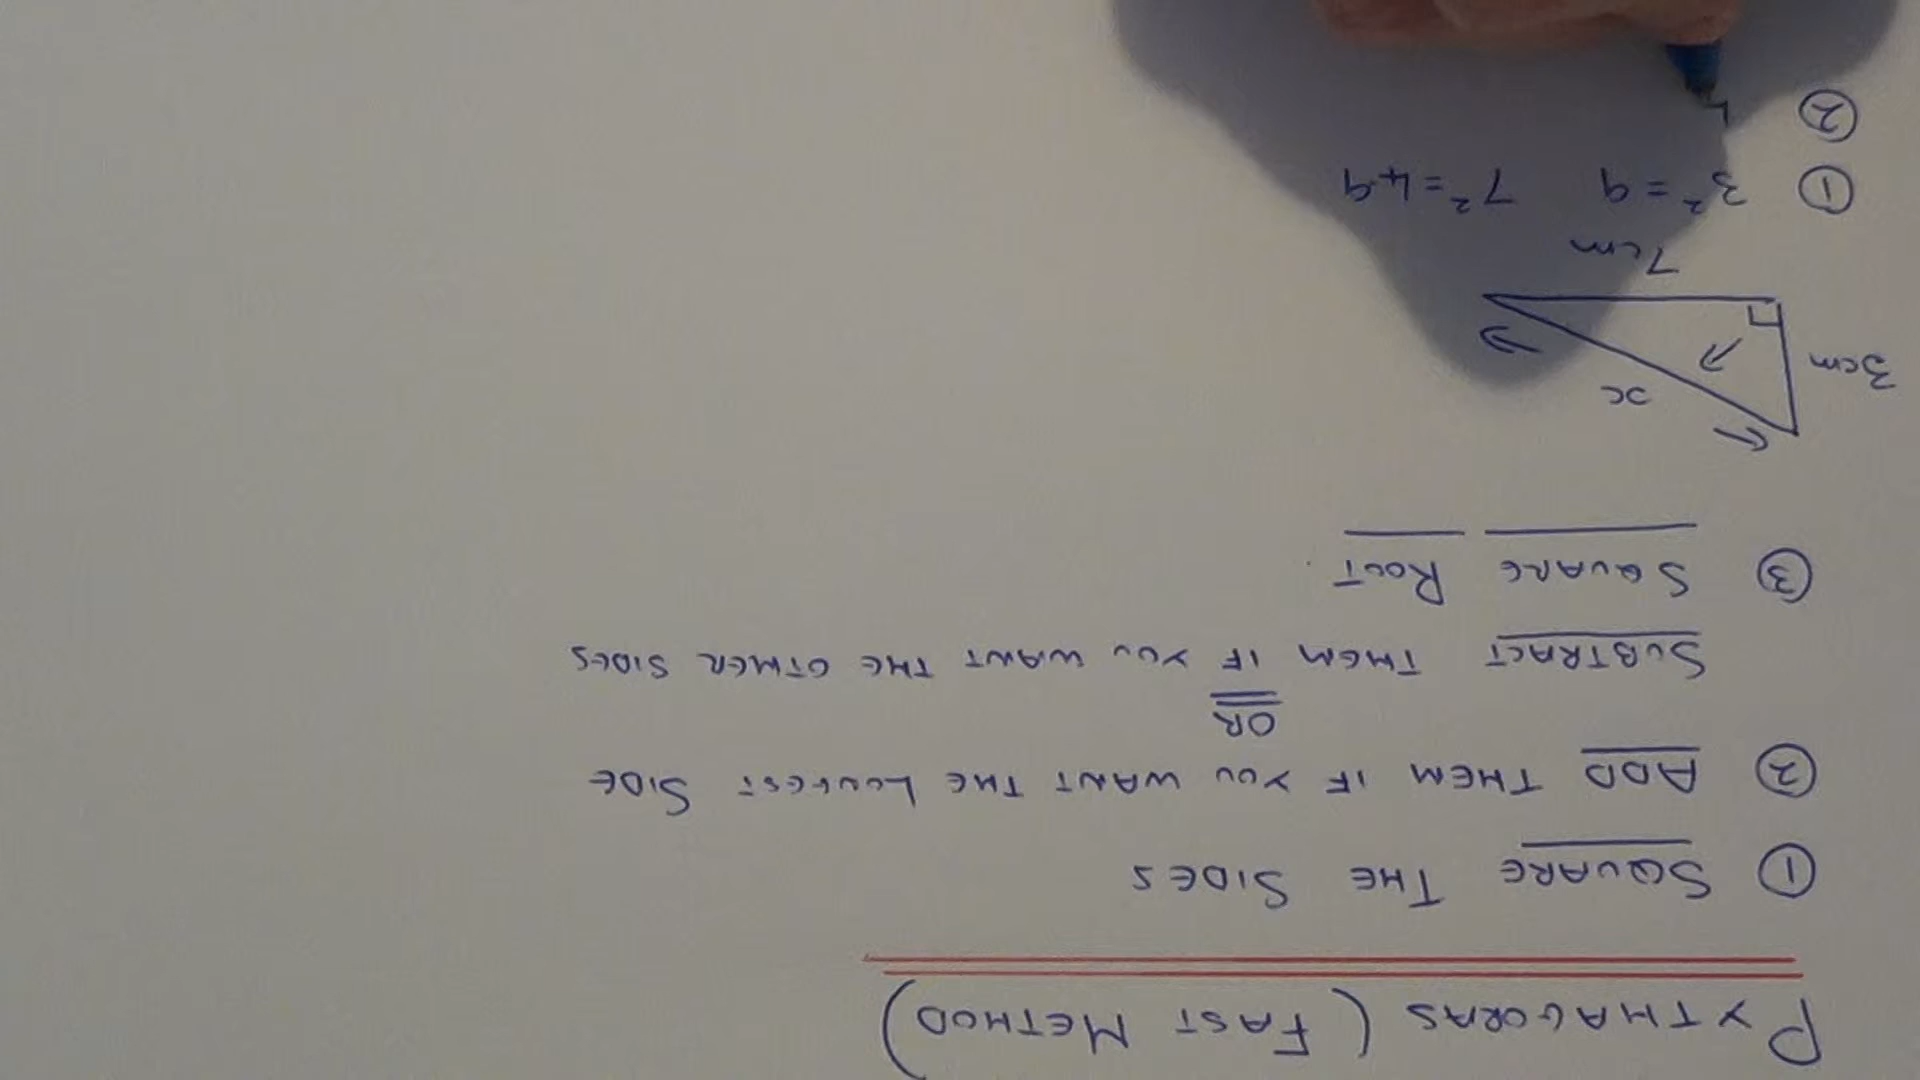 PYTHAGORAS (FAST METHOD)
① SQUARE THE SIDES
② ADD THEM IF YOU WANT THE LONGEST SIDE
OR
SUBTRACT THEM IF YOU WANT THE OTHER SIDES
③ SQUARE ROOT
x
3cm
7cm
① 3² = 9 7² = 49
②